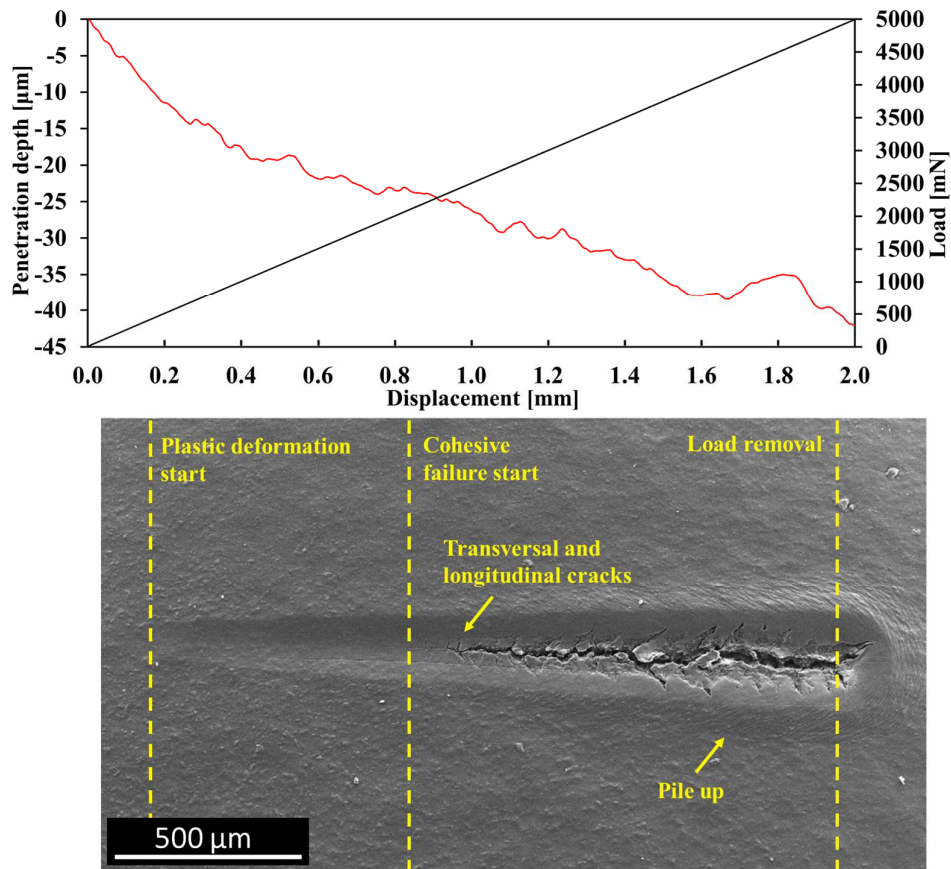 0
-5
-10
-15
-20
-25
-30
-35
-40
-45
Penetration depth [µm]
5000
4500
4000
3500
3000
2500
2000
1500
1000
500
0
Load [mN]
0.0 0.2 0.4 0.6 0.8 1.0 1.2 1.4 1.6 1.8 2.0
Displacement [mm]
Plastic deformation
start
Cohesive
failure start
Load removal
Transversal and
longitudinal cracks
Pile up
500 µm